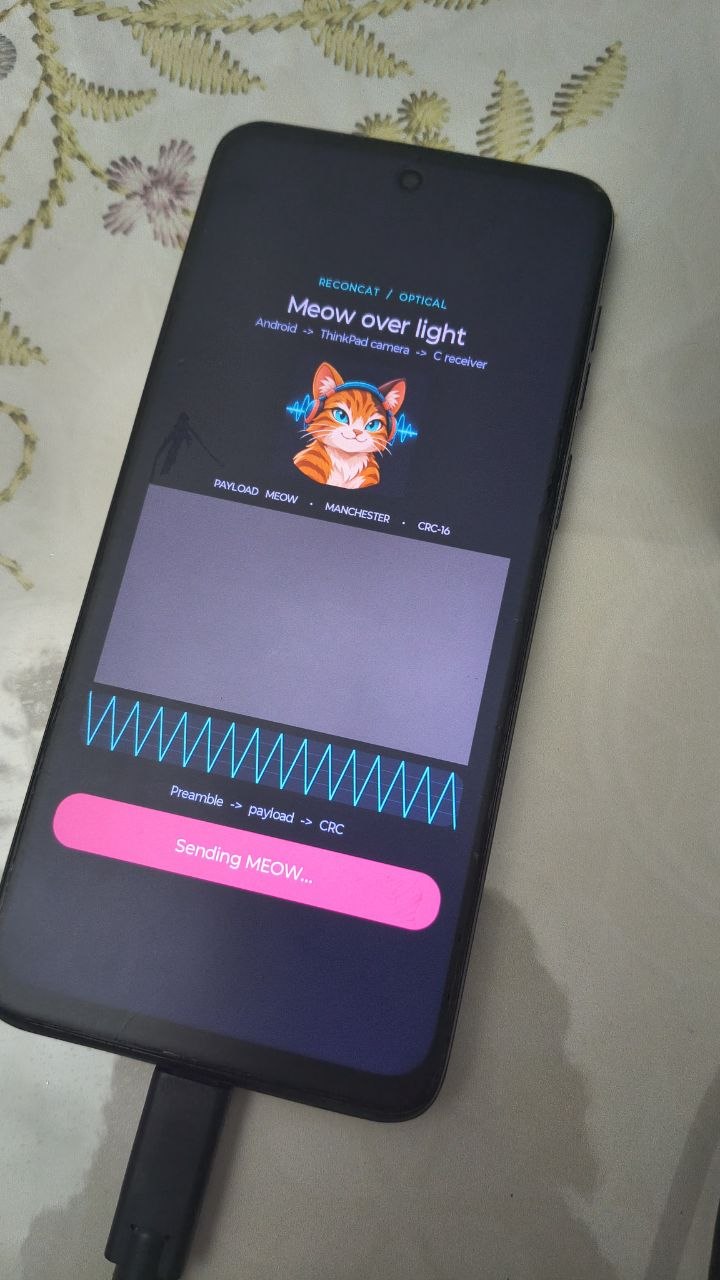 RECONCAT / OPTICAL
Meow over light
Android -> ThinkPad camera -> C receiver
PAYLOAD MEOW · MANCHESTER · CRC-16
Preamble -> payload -> CRC
Sending MEOW...